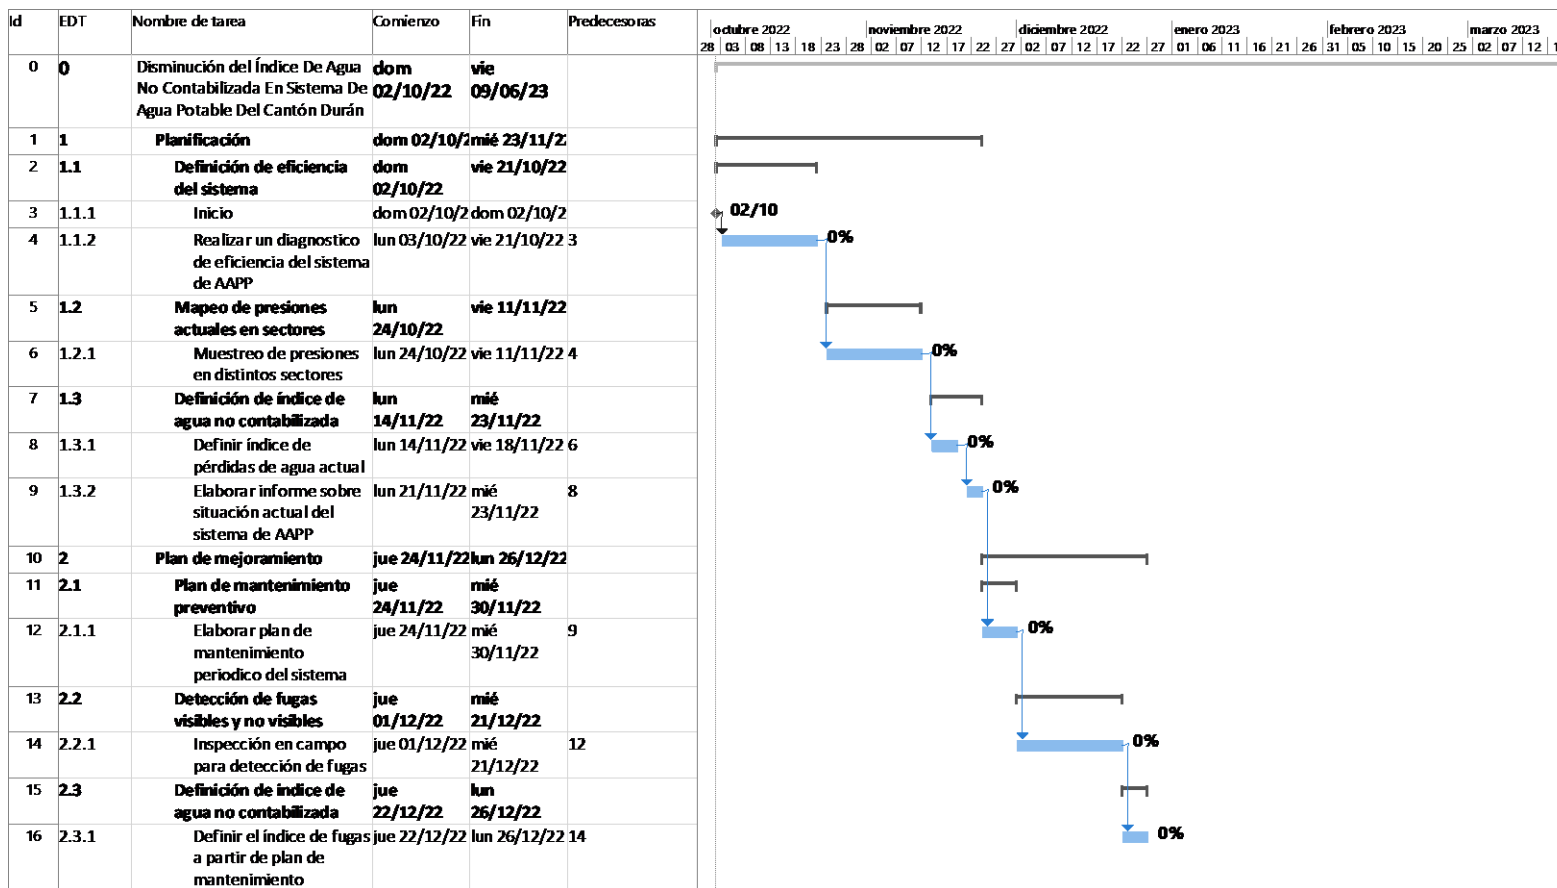 Id EDT Nombre de tarea Comienzo Fin Predecesoras
octubre 2022 noviembre 2022 diciembre 2022 enero 2023 febrero 2023 marzo 2023
28 03 08 13 18 23 28 02 07 12 17 22 27 02 07 12 17 22 27 01 06 11 16 21 26 31 05 10 15 20 25 02 07 12 1
0 0 Disminución del Índice De Agua dom vie
No Contabilizada En Sistema De 02/10/22 09/06/23
Agua Potable Del Cantón Durán
1 1 Planificación dom 02/10/2 mié 23/11/22
2 1.1 Definición de eficiencia dom vie 21/10/22
del sistema 02/10/22
3 1.1.1 Inicio dom 02/10/2 dom 02/10/2 02/10
4 1.1.2 Realizar un diagnostico lun 03/10/22 vie 21/10/22 3 0%
de eficiencia del sistema
de AAPP
5 1.2 Mapeo de presiones lun vie 11/11/22
actuales en sectores 24/10/22
6 1.2.1 Muestreo de presiones lun 24/10/22 vie 11/11/22 4 0%
en distintos sectores
7 1.3 Definición de índice de lun mié
agua no contabilizada 14/11/22 23/11/22
8 1.3.1 Definir índice de lun 14/11/22 vie 18/11/22 6 0%
pérdidas de agua actual
9 1.3.2 Elaborar informe sobre lun 21/11/22 mié 8 0%
situación actual del 23/11/22
sistema de AAPP
10 2 Plan de mejoramiento jue 24/11/22 lun 26/12/22
11 2.1 Plan de mantenimiento jue mié
preventivo 24/11/22 30/11/22
12 2.1.1 Elaborar plan de jue 24/11/22 mié 9 0%
mantenimiento 30/11/22
periodico del sistema
13 2.2 Detección de fugas jue mié
visibles y no visibles 01/12/22 21/12/22
14 2.2.1 Inspección en campo jue 01/12/22 mié 12 0%
para detección de fugas 21/12/22
15 2.3 Definición de indice de jue lun
agua no contabilizada 22/12/22 26/12/22
16 2.3.1 Definir el índice de fugas jue 22/12/22 lun 26/12/22 14 0%
a partir de plan de
mantenimiento